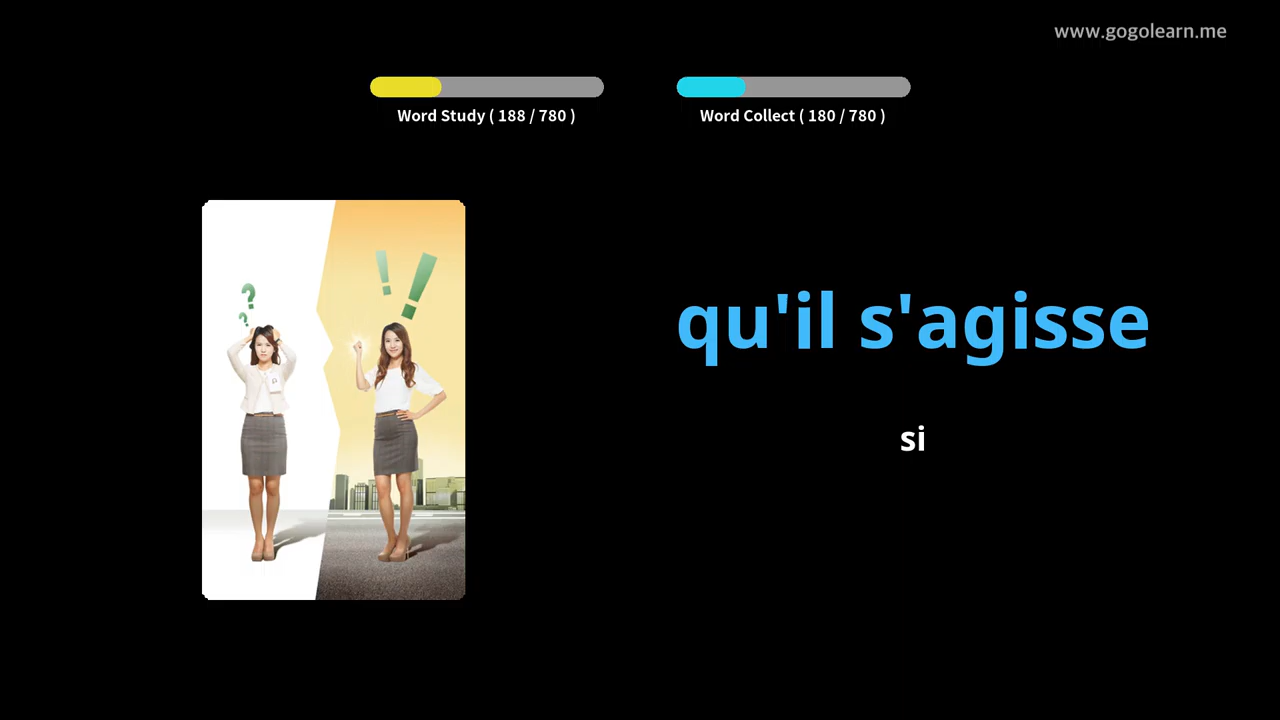 www.gogolearn.me
Word Study ( 188 / 780 )
Word Collect ( 180 / 780 )
? ?
! !
qu'il s'agisse
si